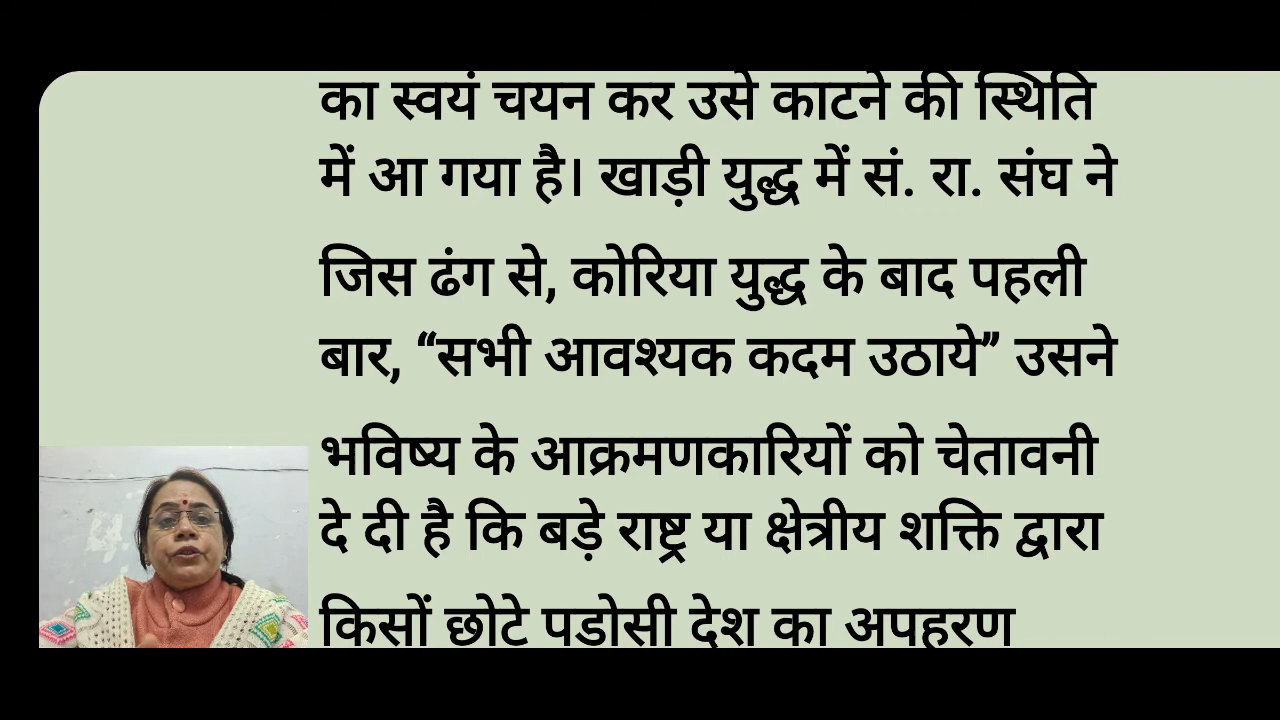 का स्वयं चयन कर उसे काटने की स्थिति
में आ गया है। खाड़ी युद्ध में सं. रा. संघ ने
जिस ढंग से, कोरिया युद्ध के बाद पहली
बार, “सभी आवश्यक कदम उठाये” उसने
भविष्य के आक्रमणकारियों को चेतावनी
दे दी है कि बड़े राष्ट्र या क्षेत्रीय शक्ति द्वारा
किसों छोटे पडोसी देश का अपहरण